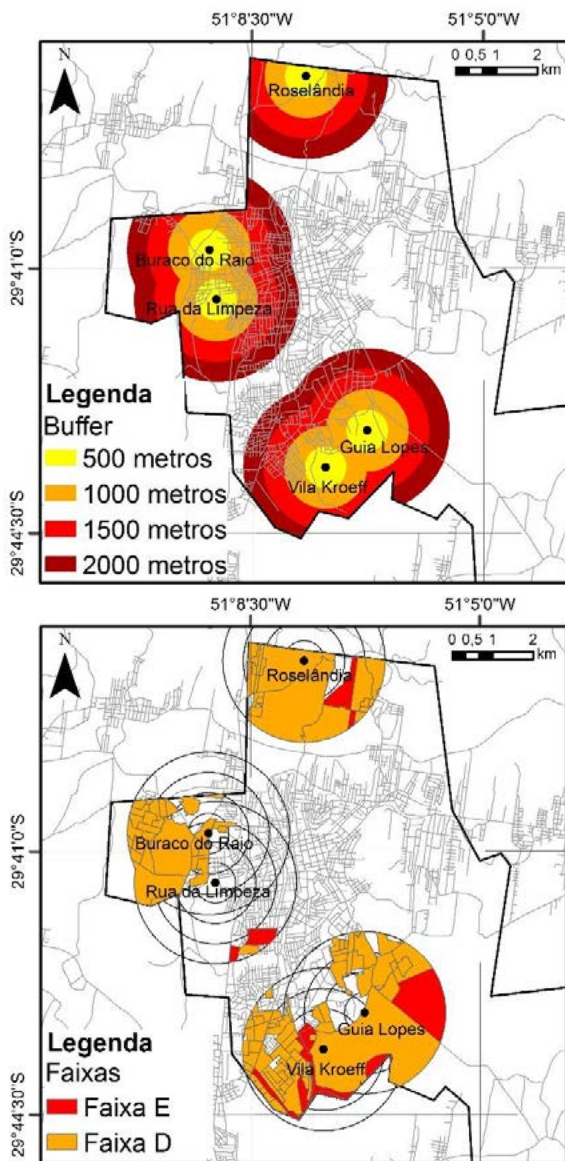 51°8'30"W
51°5'0"W
N
0 0,5 1 2
km
Roselândia
Buraco do Raio
29°41'0"S
Rua da Limpeza
Legenda
Buffer
500 metros
1000 metros
1500 metros
2000 metros
Guia Lopes
Vila Kroeff
29°44'30"S
51°8'30"W
51°5'0"W
N
0 0,5 1 2
km
Roselândia
Buraco do Raio
29°41'0"S
Rua da Limpeza
Guia Lopes
Legenda
Faixas
Vila Kroeff
Faixa E
Faixa D
29°44'30"S